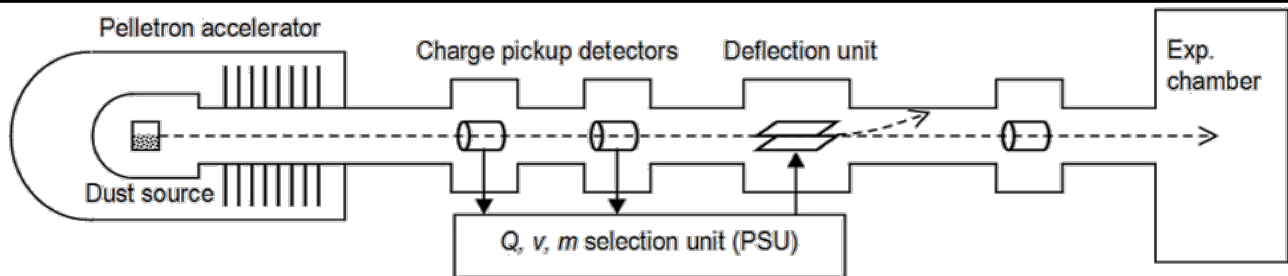 Pelletron accelerator
Charge pickup detectors
Deflection unit
Exp.
chamber
Dust source
Q, v, m selection unit (PSU)